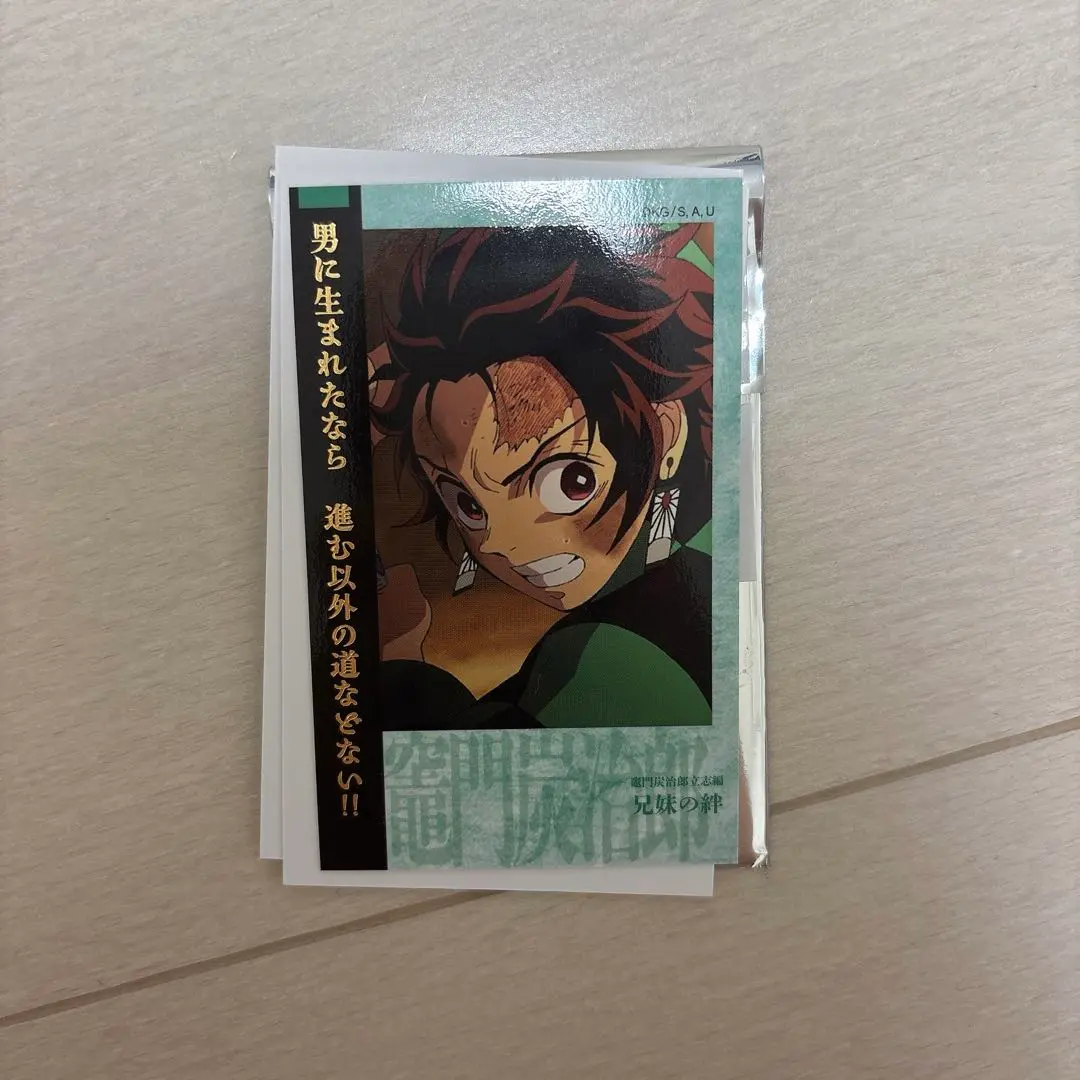 男に生まれたなら 進む以外の道などない!!
©KG/S,A,U
竈門炭治郎
竈門炭治郎立志編
兄妹の絆